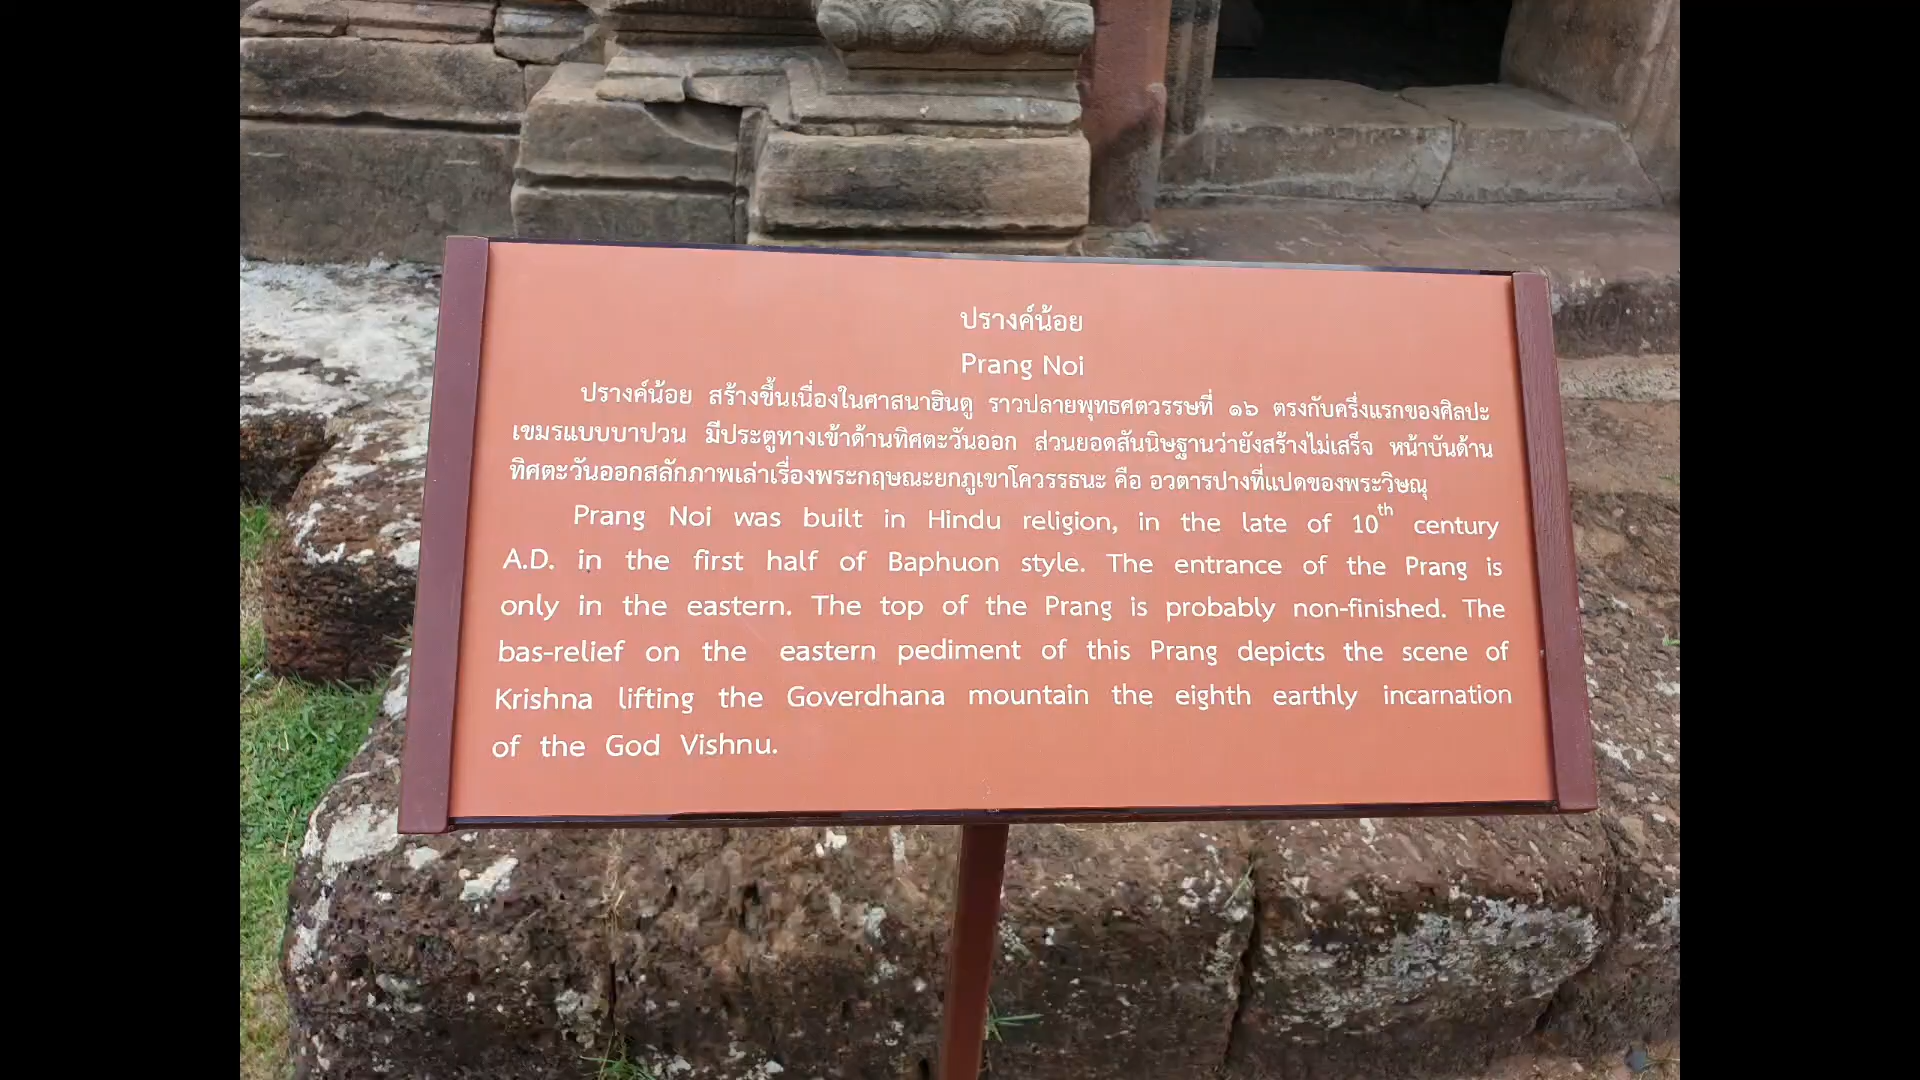 ปรางค์น้อย
Prang Noi
ปรางค์น้อย สร้างขึ้นเนื่องในศาสนาฮินดู ราวปลายพุทธศตวรรษที่ ๑๖ ตรงกับครึ่งแรกของศิลปะ
เขมรแบบบาปวน มีประตูทางเข้าด้านทิศตะวันออก ส่วนยอดสันนิษฐานว่ายังสร้างไม่เสร็จ หน้าบันด้าน
ทิศตะวันออกสลักภาพเล่าเรื่องพระกฤษณะยกภูเขาโควรรธนะ คือ อวตารปางที่แปดของพระวิษณุ
Prang Noi was built in Hindu religion, in the late of 10th century
A.D. in the first half of Baphuon style. The entrance of the Prang is
only in the eastern. The top of the Prang is probably non-finished. The
bas-relief on the eastern pediment of this Prang depicts the scene of
Krishna lifting the Goverdhana mountain the eighth earthly incarnation
of the God Vishnu.